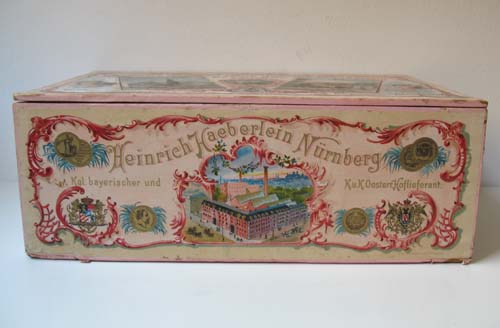 Heinrich Haeberlein Nürnberg
Kgl. bayerischer und
K.u.K. Oesterr. Hoflieferant.